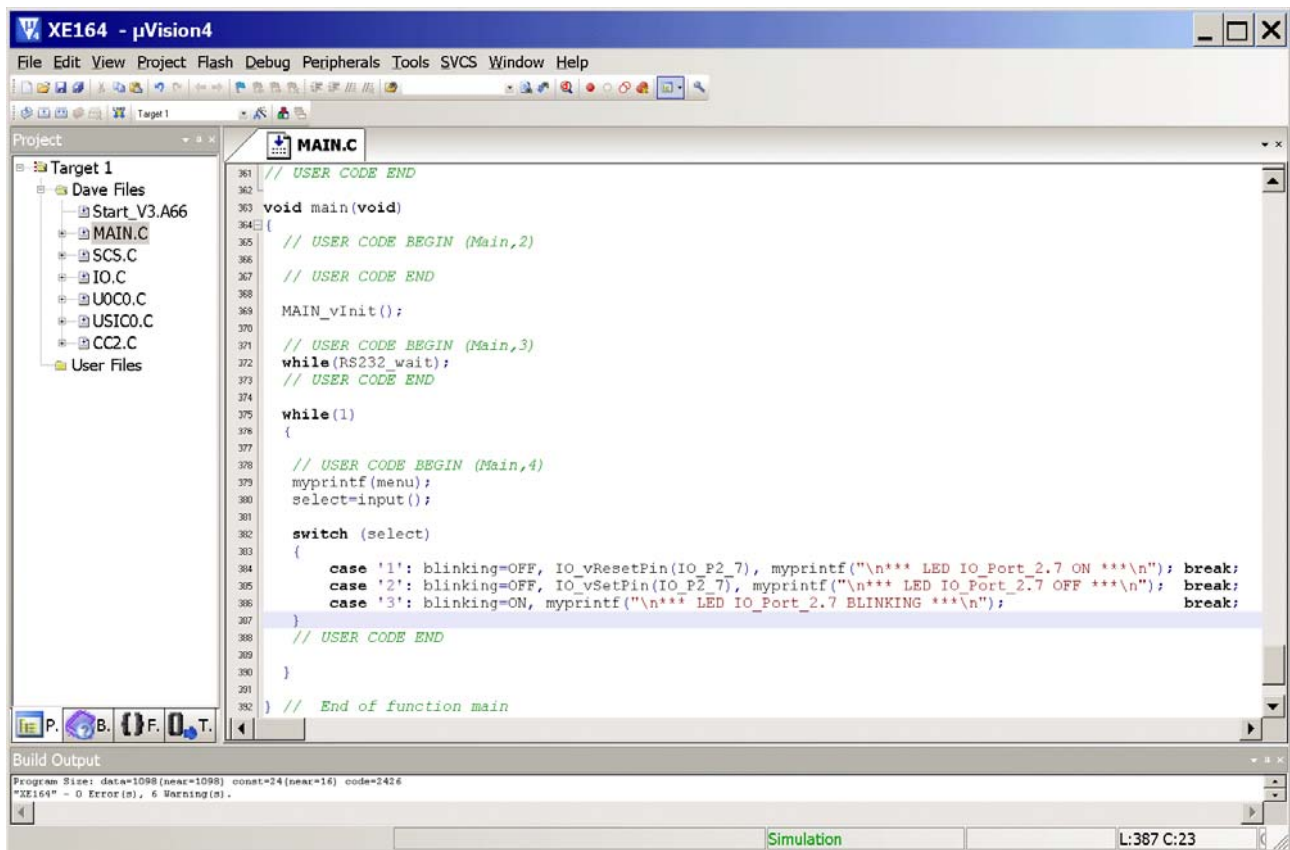 XE164 - µVision4
File Edit View Project Flash Debug Peripherals Tools SVCS Window Help
Target 1
Project
MAIN.C
Target 1
Dave Files
Start_V3.A66
MAIN.C
SCS.C
IO.C
U0C0.C
USIC0.C
CC2.C
User Files
361 // USER CODE END
362
363 void main(void)
364 {
365 // USER CODE BEGIN (Main,2)
366
367 // USER CODE END
368
369 MAIN_vInit();
370
371 // USER CODE BEGIN (Main,3)
372 while(RS232_wait);
373 // USER CODE END
374
375 while(1)
376 {
377
378 // USER CODE BEGIN (Main,4)
379 myprintf(menu);
380 select=input();
381
382 switch (select)
383 {
384 case '1': blinking=OFF, IO_vResetPin(IO_P2_7), myprintf("\n*** LED IO_Port_2.7 ON ***\n"); break;
385 case '2': blinking=OFF, IO_vSetPin(IO_P2_7), myprintf("\n*** LED IO_Port_2.7 OFF ***\n"); break;
386 case '3': blinking=ON, myprintf("\n*** LED IO_Port_2.7 BLINKING ***\n"); break;
387 }
388 // USER CODE END
389
390 }
391
392 } // End of function main
P. B. {} F. 0 T.
Build Output
Program Size: data=1098(near=1098) const=24(near=16) code=2426
"XE164" - 0 Error(s), 6 Warning(s).
Simulation
L:387 C:23